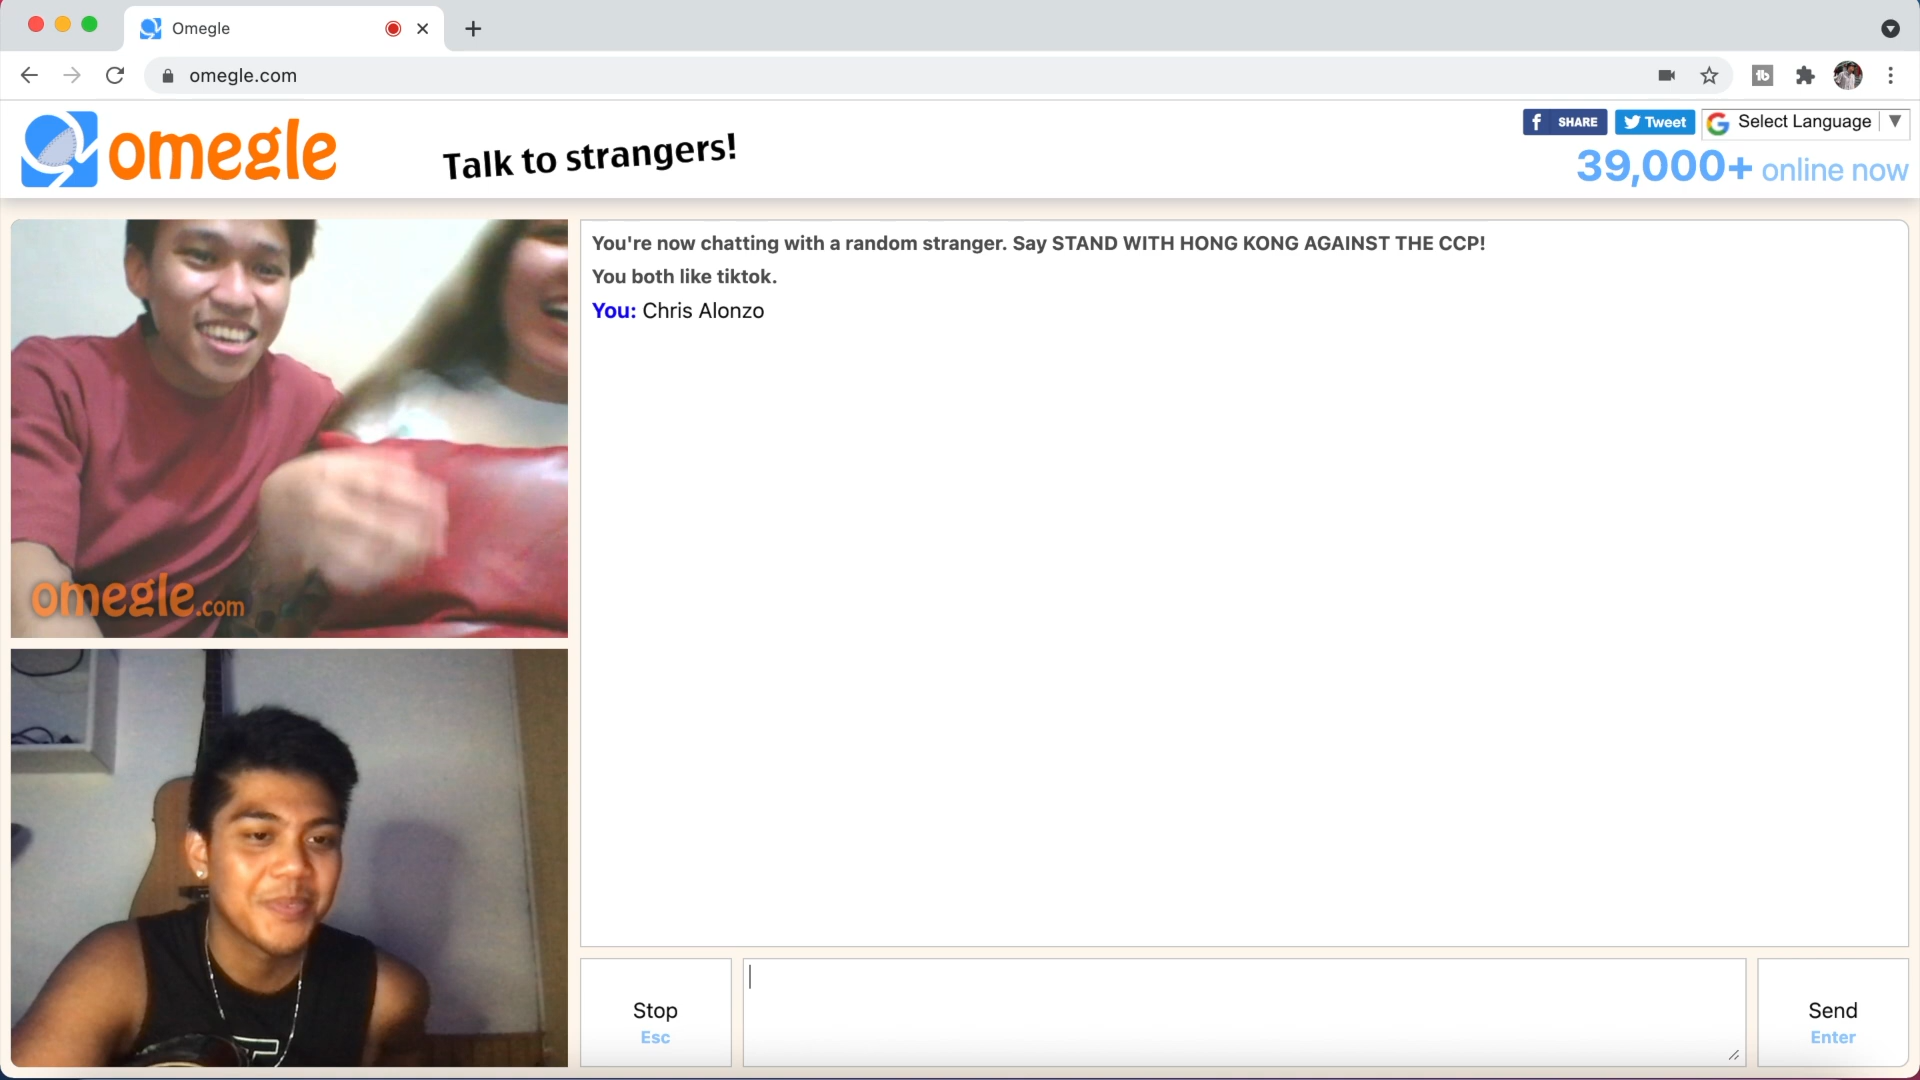 Omegle
omegle.com
omegle
Talk to strangers!
SHARE
Tweet
Select Language
39,000+ online now
omegle.com
You're now chatting with a random stranger. Say STAND WITH HONG KONG AGAINST THE CCP!
You both like tiktok.
You: Chris Alonzo
Stop
Esc
Send
Enter